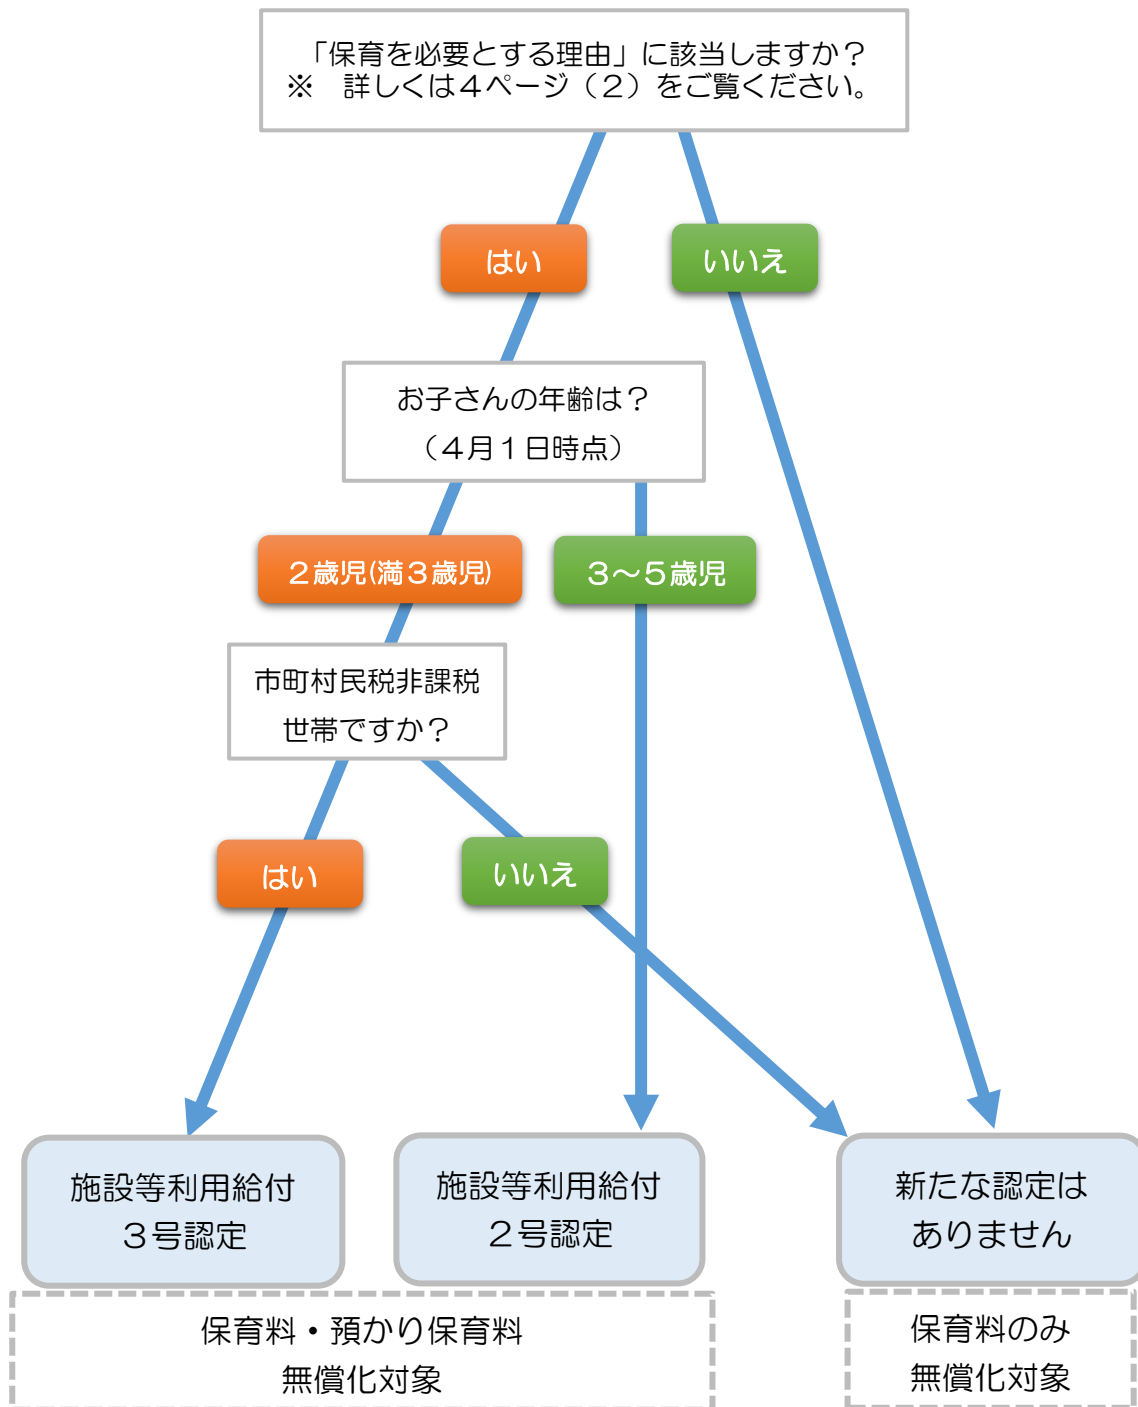 「保育を必要とする理由」に該当しますか？
※　詳しくは４ページ（２）をご覧ください。
はい
いいえ
お子さんの年齢は？
（４月１日時点）
２歳児(満３歳児)
３～５歳児
市町村民税非課税
世帯ですか？
はい
いいえ
施設等利用給付
３号認定
施設等利用給付
２号認定
新たな認定は
ありません
保育料・預かり保育料
無償化対象
保育料のみ
無償化対象